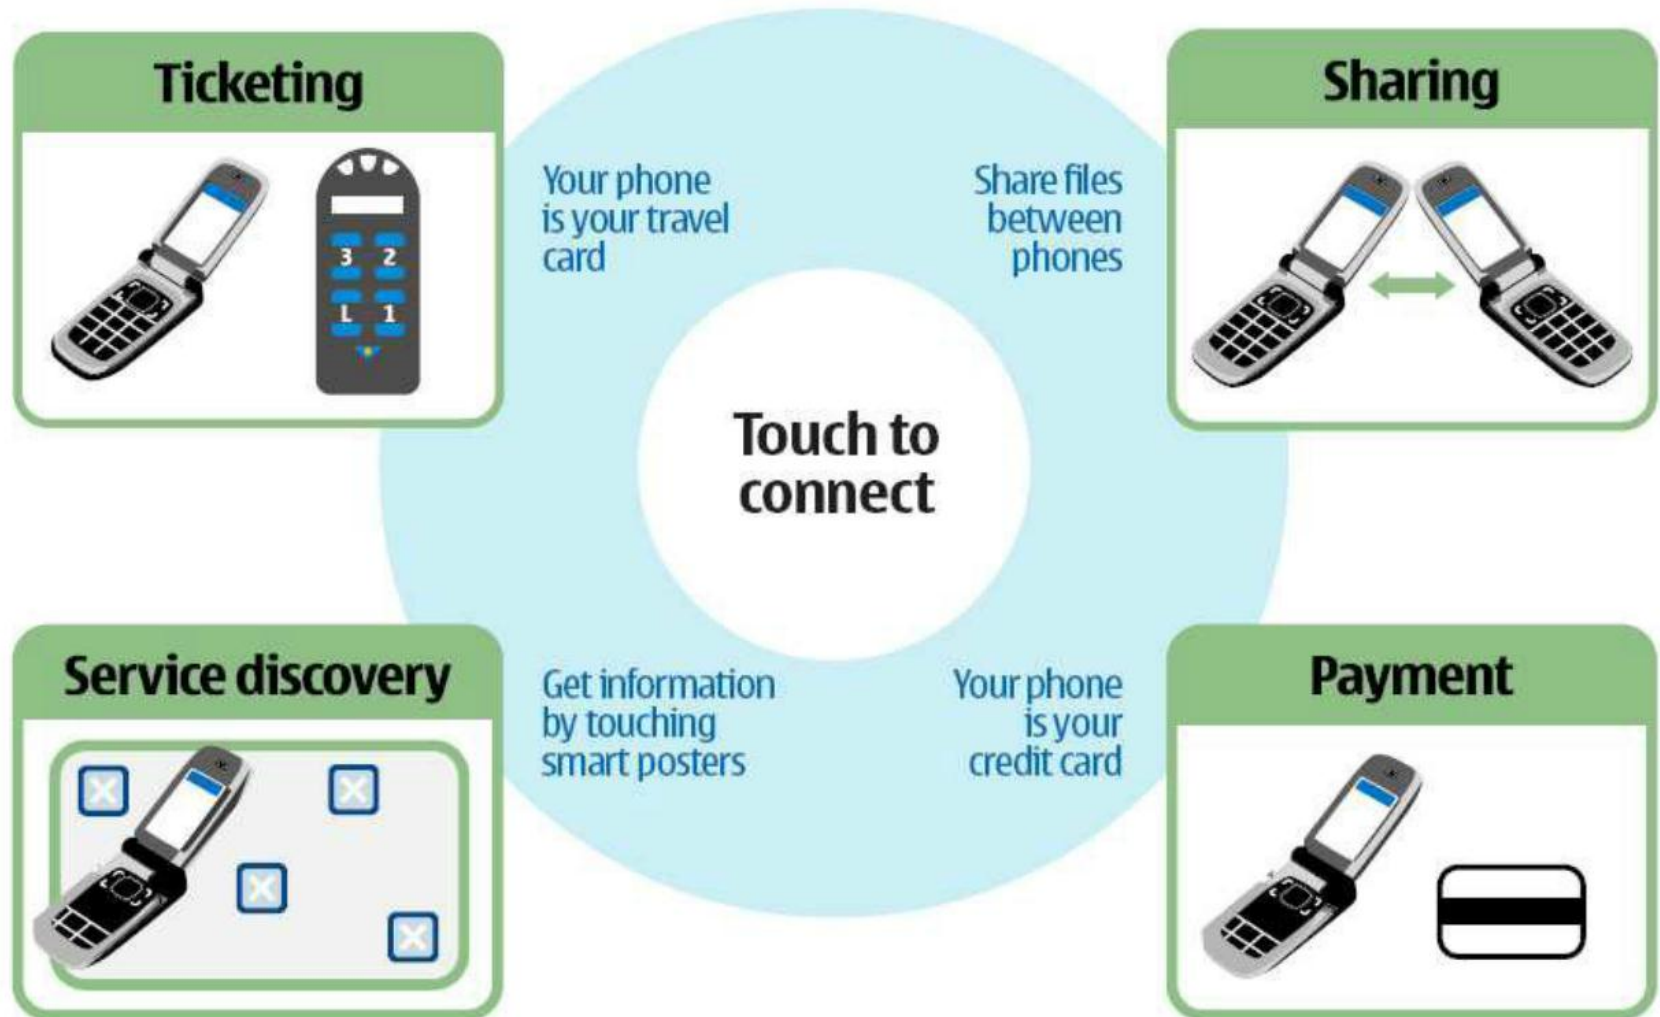 Ticketing
3 2
L 1
Your phone
is your travel
card
Sharing
Share files
between
phones
Touch to
connect
Service discovery
Get information
by touching
smart posters
Payment
Your phone
is your
credit card